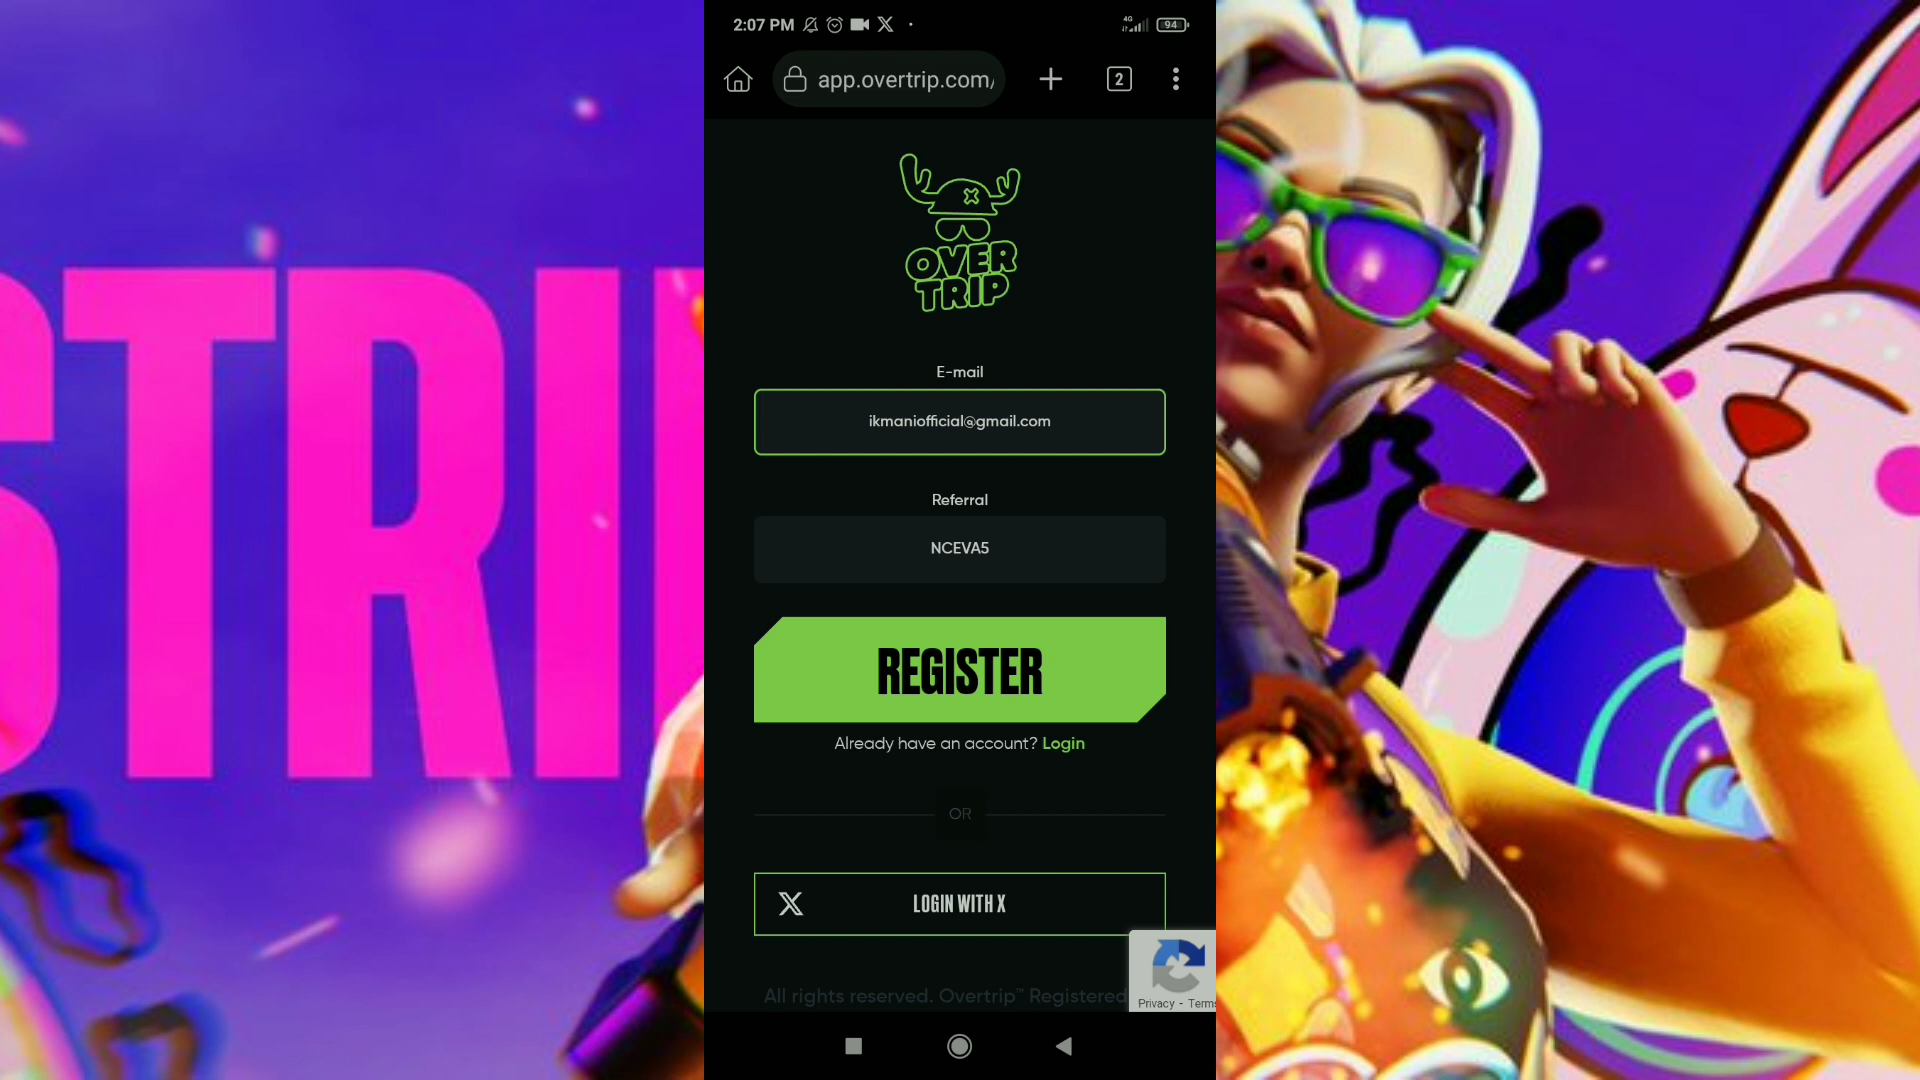 STRI
2:07 PM
4G
94
app.overtrip.com/
2
OVER
TRIP
E-mail
ikmaniofficial@gmail.com
Referral
NCEVA5
REGISTER
Already have an account? Login
OR
LOGIN WITH X
All rights reserved. Overtrip™ Registered
Privacy - Terms